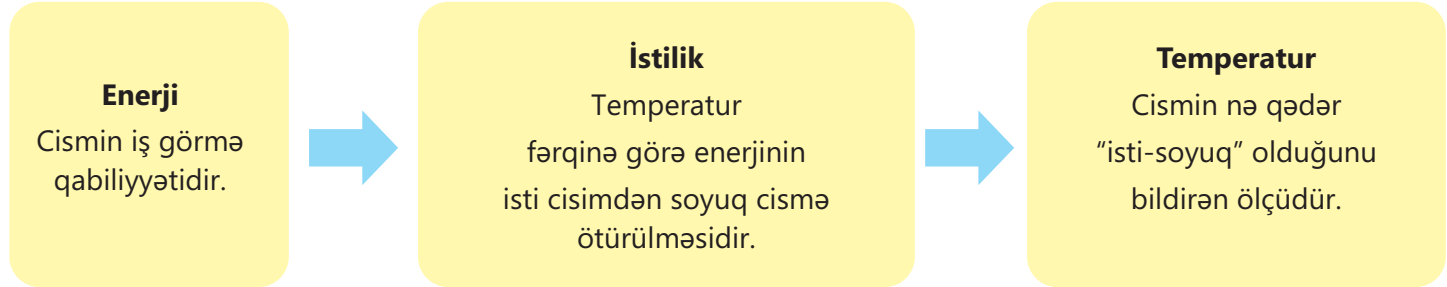 Enerji
Cismin iş görmə
qabiliyyətidir.
İstilik
Temperatur
fərqinə görə enerjinin
isti cisimdən soyuq cismə
ötürülməsidir.
Temperatur
Cismin nə qədər
“isti-soyuq” olduğunu
bildirən ölçüdür.